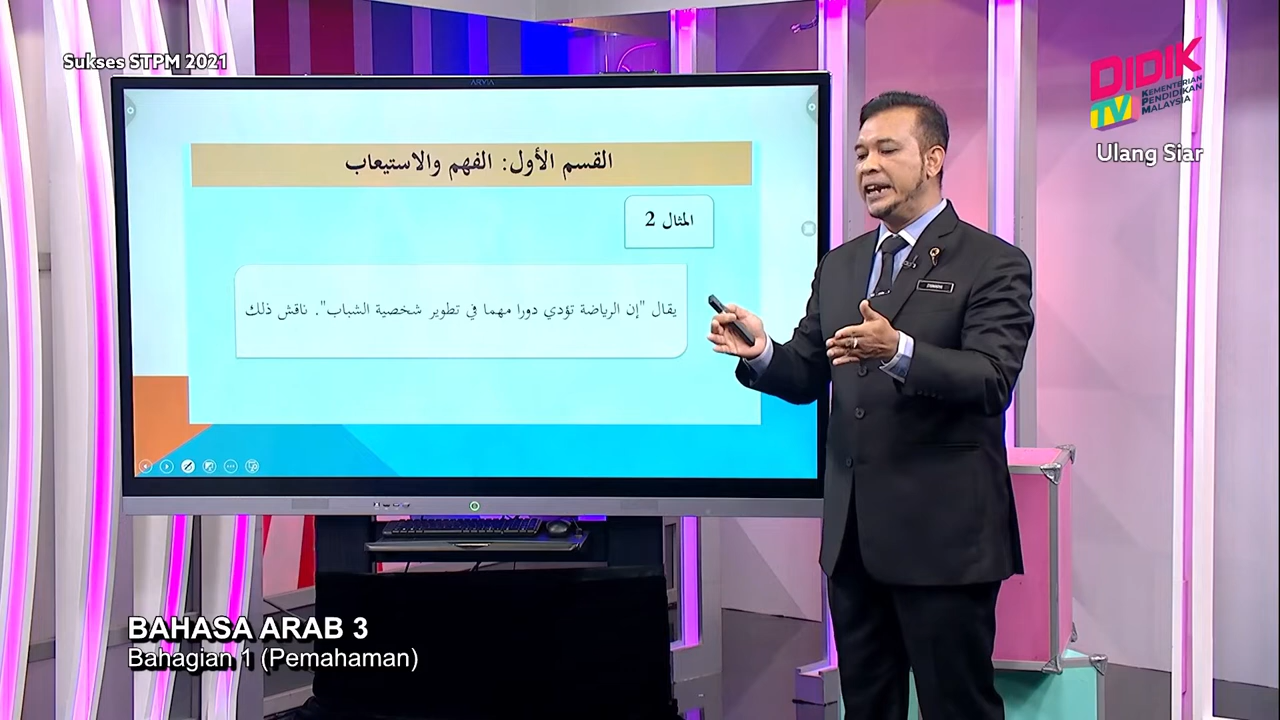 Sukses STPM 2021
DIDIK
TV
KEMENTERIAN
PENDIDIKAN
MALAYSIA
Ulang Siar
القسم الأول: الفهم والاستيعاب
المثال 2
يقال "إن الرياضة تؤدي دورا مهما في تطوير شخصية الشباب". ناقش ذلك
BAHASA ARAB 3
Bahagian 1 (Pemahaman)